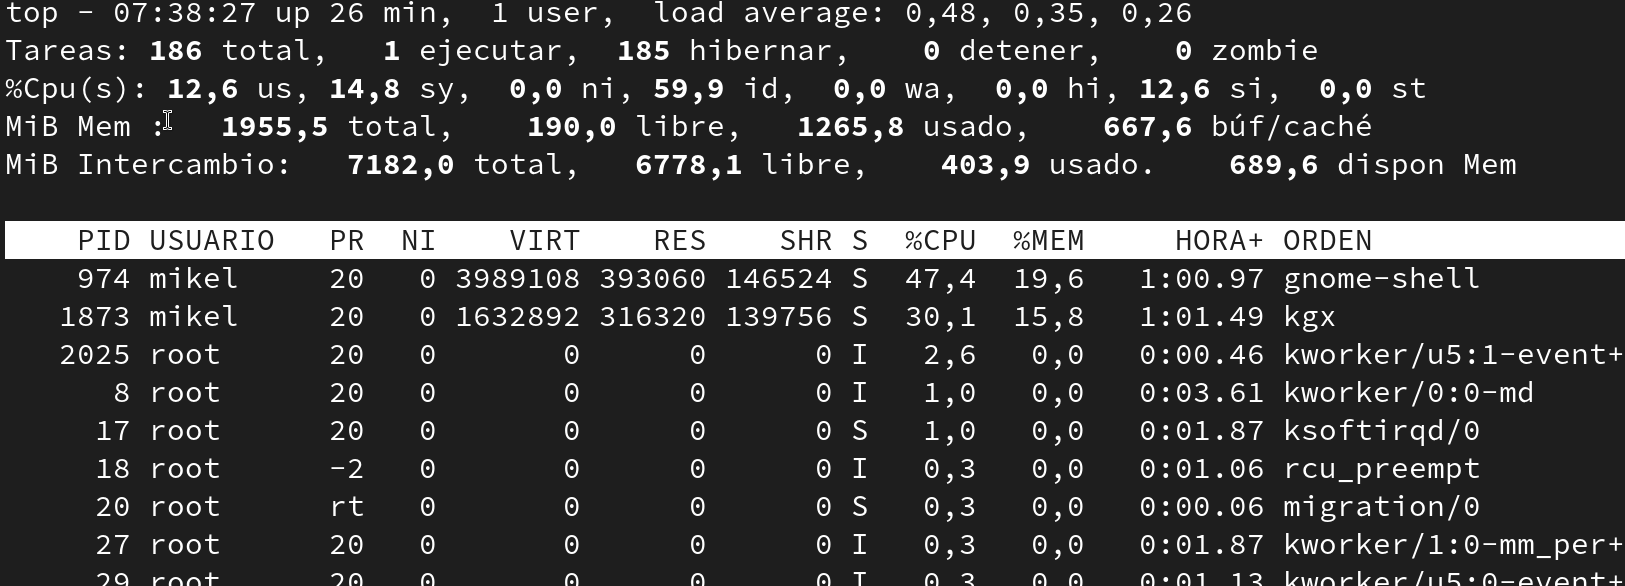 top - 07:38:27 up 26 min,  1 user,  load average: 0,48, 0,35, 0,26
Tareas: 186 total,   1 ejecutar,  185 hibernar,    0 detener,    0 zombie
%Cpu(s): 12,6 us, 14,8 sy,  0,0 ni, 59,9 id,  0,0 wa,  0,0 hi, 12,6 si,  0,0 st
MiB Mem :   1955,5 total,    190,0 libre,   1265,8 usado,    667,6 búf/caché
MiB Intercambio:   7182,0 total,   6778,1 libre,    403,9 usado.    689,6 dispon Mem
PID USUARIO   PR  NI    VIRT    RES    SHR S  %CPU  %MEM     HORA+ ORDEN
974 mikel     20   0 3989108 393060 146524 S  47,4  19,6   1:00.97 gnome-shell
1873 mikel     20   0 1632892 316320 139756 S  30,1  15,8   1:01.49 kgx
2025 root      20   0       0      0      0 I   2,6   0,0   0:00.46 kworker/u5:1-event+
8 root      20   0       0      0      0 I   1,0   0,0   0:03.61 kworker/0:0-md
17 root      20   0       0      0      0 S   1,0   0,0   0:01.87 ksoftirqd/0
18 root      -2   0       0      0      0 I   0,3   0,0   0:01.06 rcu_preempt
20 root      rt   0       0      0      0 S   0,3   0,0   0:00.06 migration/0
27 root      20   0       0      0      0 I   0,3   0,0   0:01.87 kworker/1:0-mm_per+
29 root      20   0       0      0      0 I   0,3   0,0   0:01.13 kworker/u5:0-event+